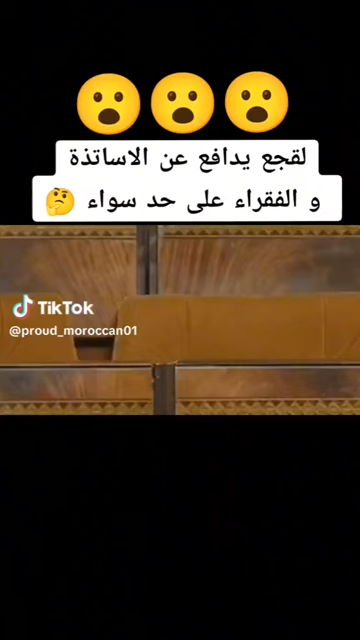 لقجع يدافع عن الاساتذة
و الفقراء على حد سواء
TikTok
@proud_moroccan01